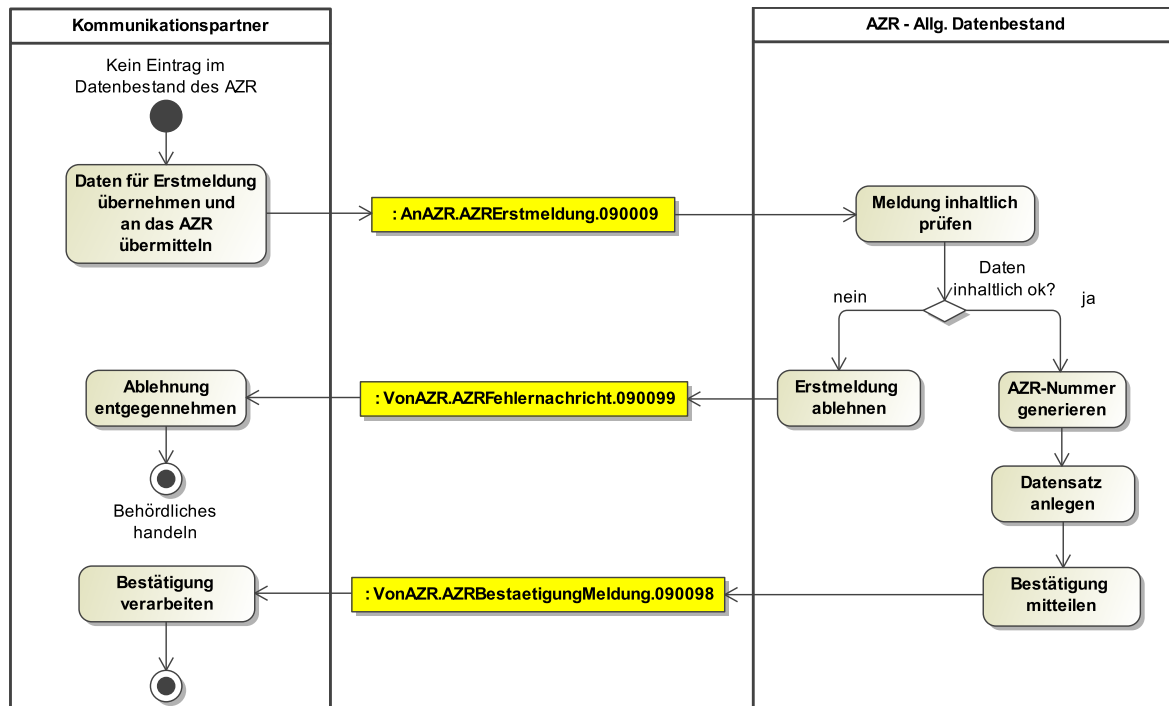 Kommunikationspartner
AZR - Allg. Datenbestand
Kein Eintrag im
Datenbestand des AZR
Daten für Erstmeldung
übernehmen und
an das AZR
übermitteln
: AnAZR.AZRErstmeldung.090009
Meldung inhaltlich
prüfen
Daten
inhaltlich ok?
nein
ja
Ablehnung
entgegennehmen
: VonAZR.AZRFehlernachricht.090099
Erstmeldung
ablehnen
AZR-Nummer
generieren
Behördliches
handeln
Datensatz
anlegen
Bestätigung
verarbeiten
: VonAZR.AZRBestaetigungMeldung.090098
Bestätigung
mitteilen